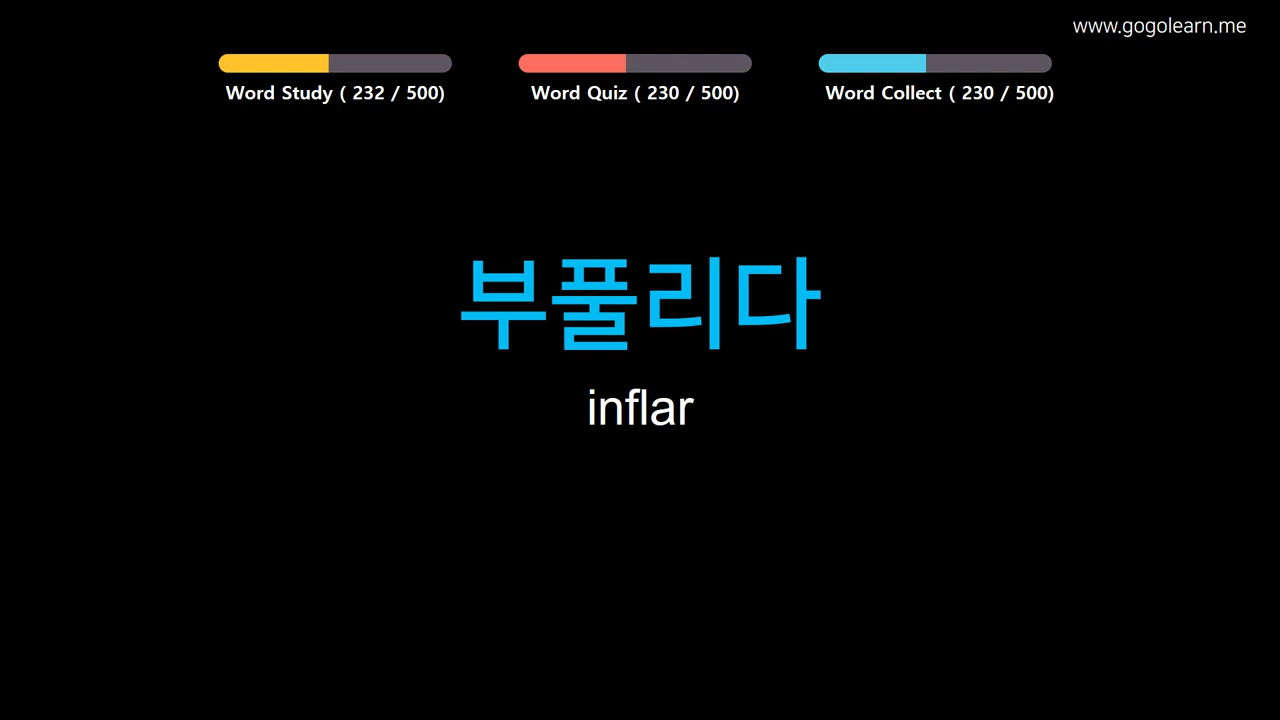 www.gogolearn.me
Word Study ( 232 / 500)
Word Quiz ( 230 / 500)
Word Collect ( 230 / 500)
부풀리다
inflar